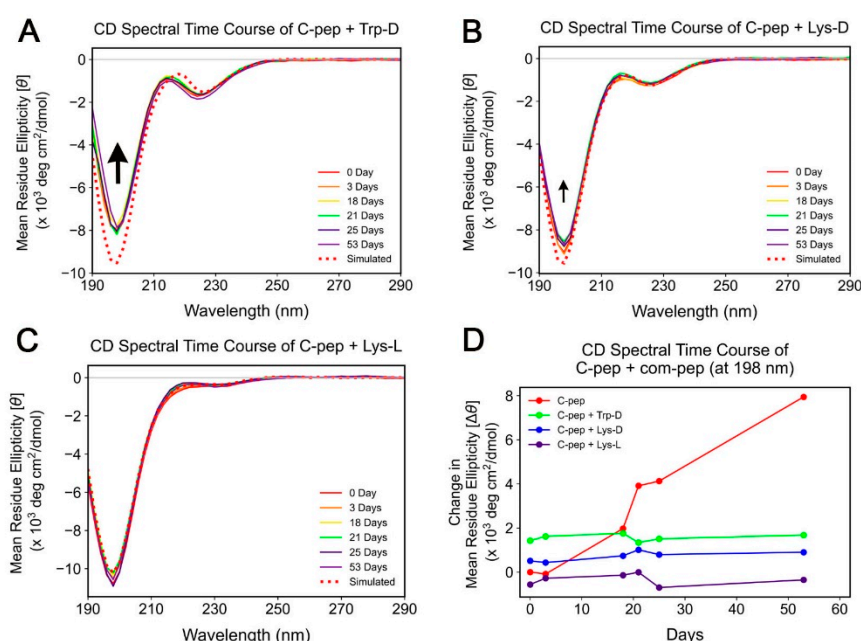 A
CD Spectral Time Course of C-pep + Trp-D
Mean Residue Ellipticity [θ]
(x 10³ deg cm²/dmol)
0
−2
−4
−6
−8
−10
190 210 230 250 270 290
Wavelength (nm)
0 Day
3 Days
18 Days
21 Days
25 Days
53 Days
Simulated
B
CD Spectral Time Course of C-pep + Lys-D
Mean Residue Ellipticity [θ]
(x 10³ deg cm²/dmol)
0
−2
−4
−6
−8
−10
190 210 230 250 270 290
Wavelength (nm)
0 Day
3 Days
18 Days
21 Days
25 Days
53 Days
Simulated
C
CD Spectral Time Course of C-pep + Lys-L
Mean Residue Ellipticity [θ]
(x 10³ deg cm²/dmol)
0
−2
−4
−6
−8
−10
190 210 230 250 270 290
Wavelength (nm)
0 Day
3 Days
18 Days
21 Days
25 Days
53 Days
Simulated
D
CD Spectral Time Course of
C-pep + com-pep (at 198 nm)
Change in
Mean Residue Ellipticity [Δθ]
(x 10³ deg cm²/dmol)
8
6
4
2
0
0 10 20 30 40 50 60
Days
C-pep
C-pep + Trp-D
C-pep + Lys-D
C-pep + Lys-L